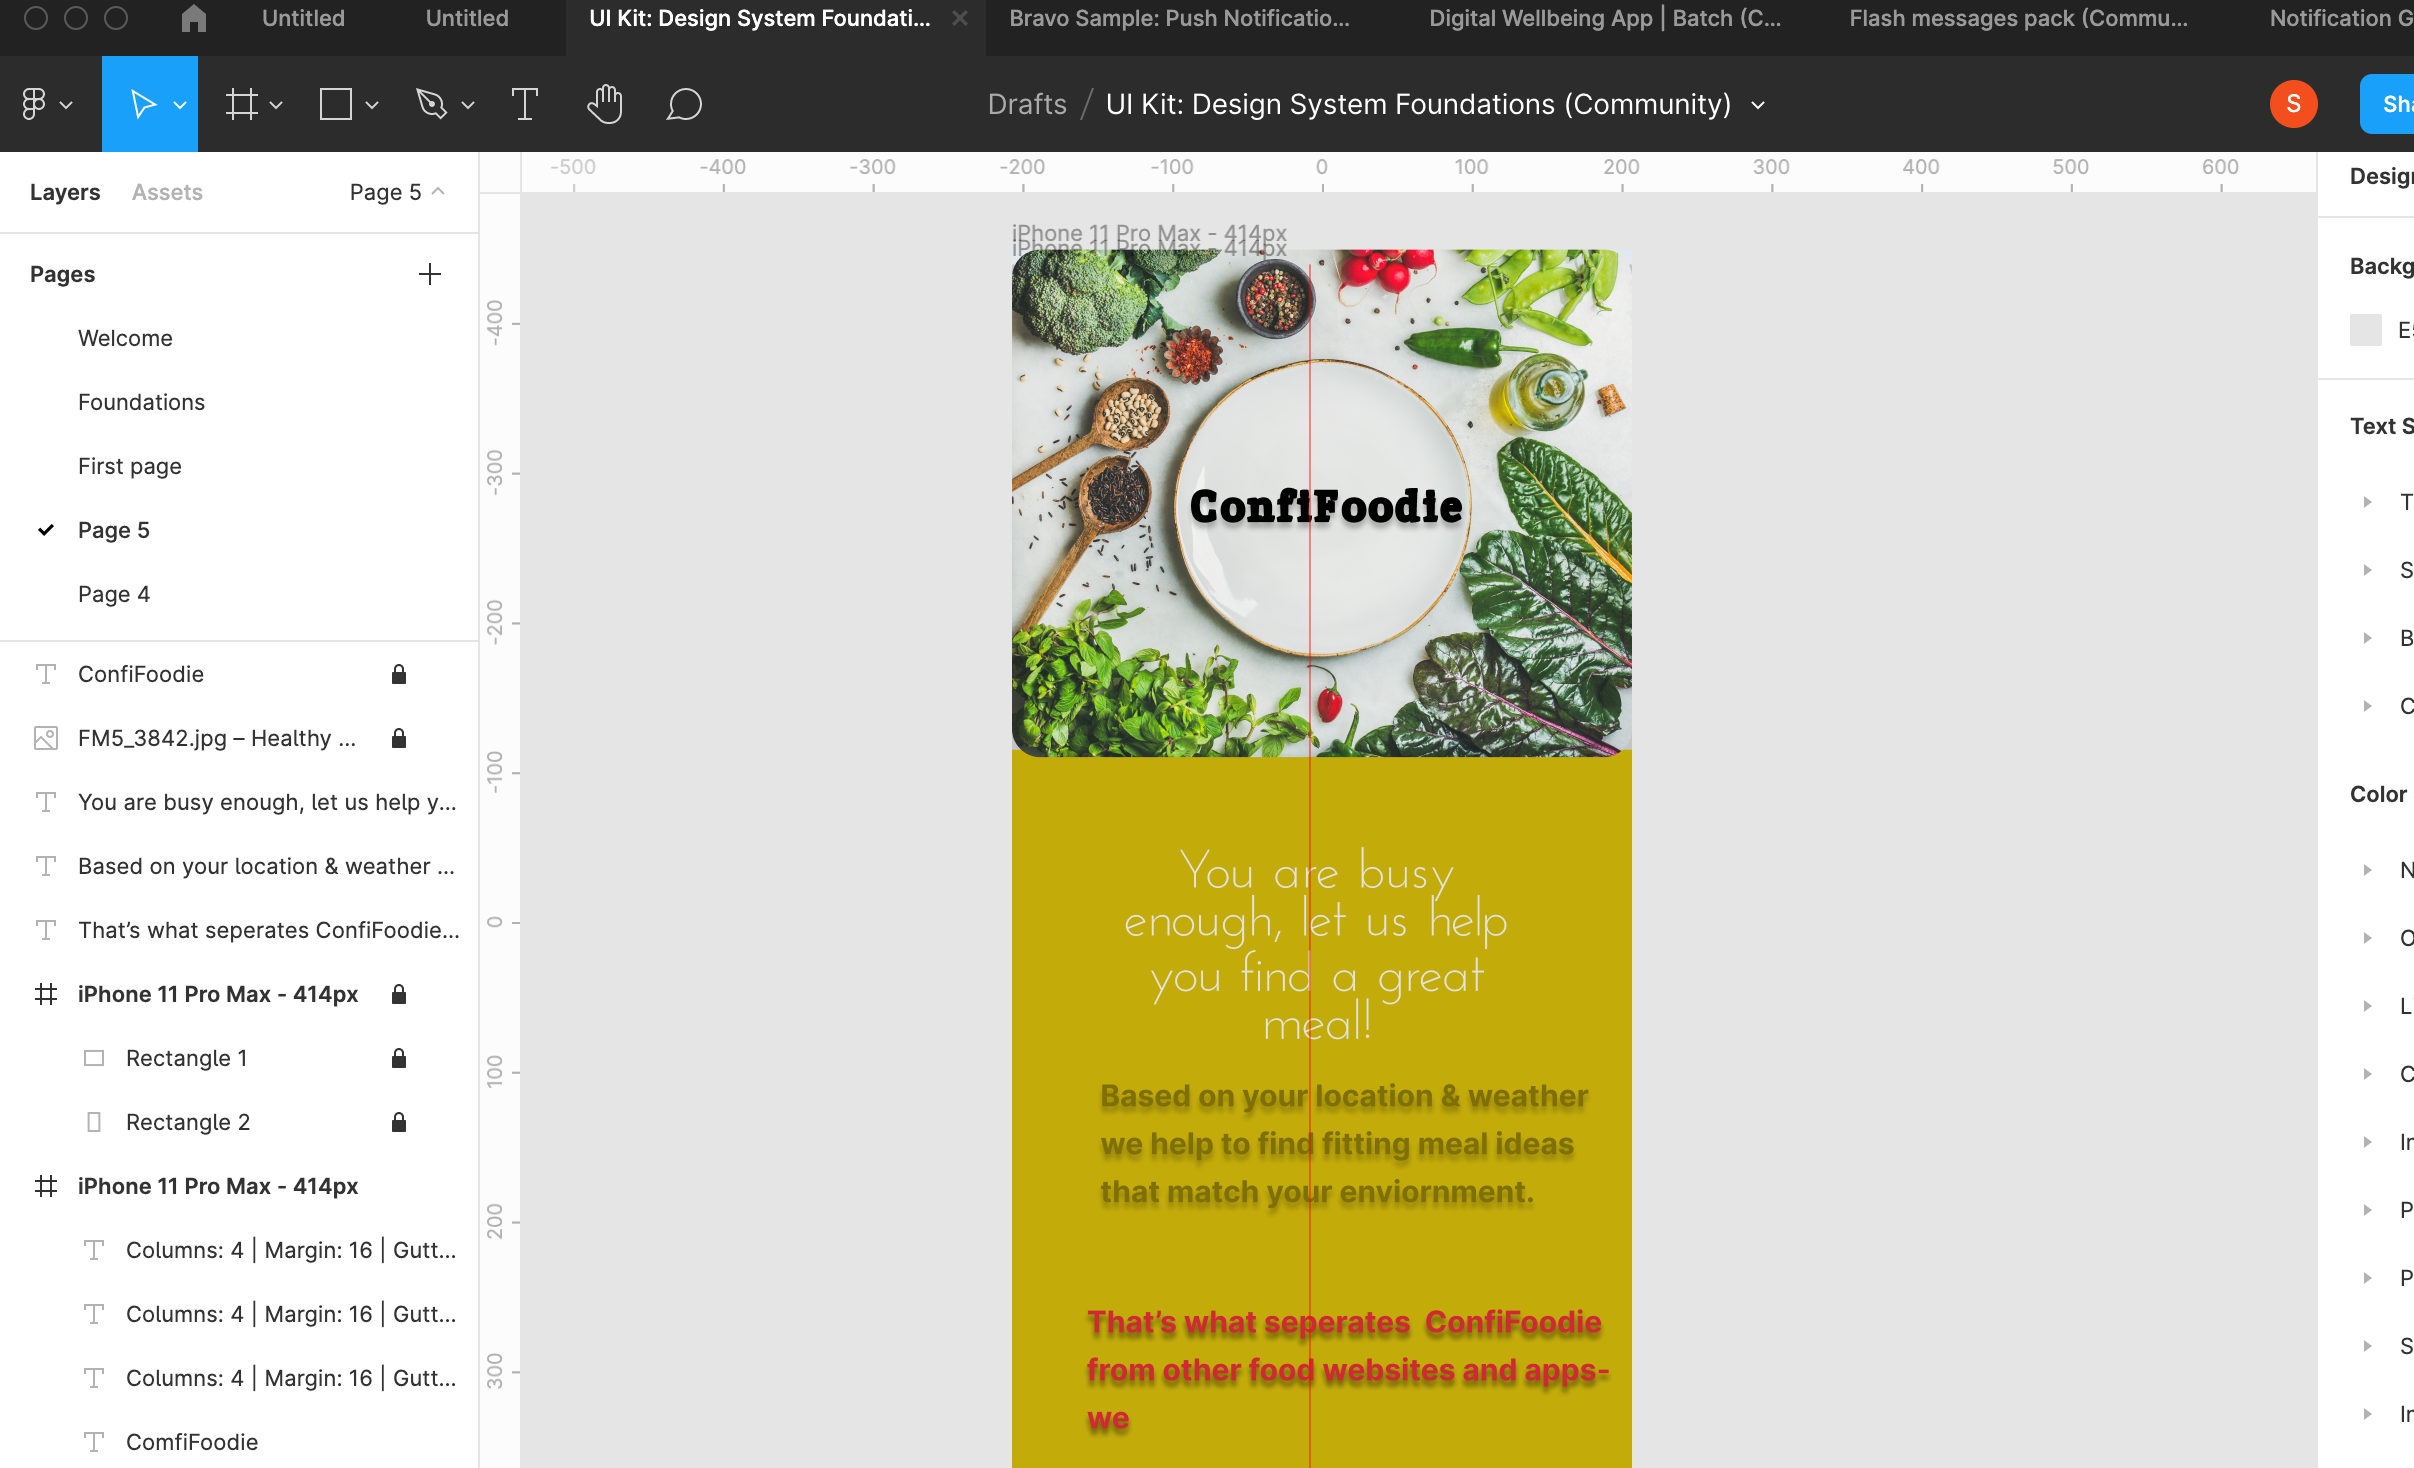 Untitled
Untitled
UI Kit: Design System Foundati...
Bravo Sample: Push Notificatio...
Digital Wellbeing App | Batch (C...
Flash messages pack (Commu...
Notification G
Drafts / UI Kit: Design System Foundations (Community)
S
Sha
Layers
Assets
Page 5
Pages
Welcome
Foundations
First page
Page 5
Page 4
ConfiFoodie
FM5_3842.jpg – Healthy ...
You are busy enough, let us help y...
Based on your location & weather ...
That’s what seperates ConfiFoodie...
iPhone 11 Pro Max - 414px
Rectangle 1
Rectangle 2
iPhone 11 Pro Max - 414px
Columns: 4 | Margin: 16 | Gutt...
Columns: 4 | Margin: 16 | Gutt...
Columns: 4 | Margin: 16 | Gutt...
ComfiFoodie
-500 -400 -300 -200 -100 0 100 200 300 400 500 600
-400
-300
-200
-100
0
100
200
300
iPhone 11 Pro Max - 414px
iPhone 11 Pro Max - 414px
ConfiFoodie
You are busy
enough, let us help
you find a great
meal!
Based on your location & weather
we help to find fitting meal ideas
that match your enviornment.
That’s what seperates  ConfiFoodie
from other food websites and apps-
we
Desig
Backg
Text S
T
S
B
C
Color
N
L
C
In
P
P
S
In